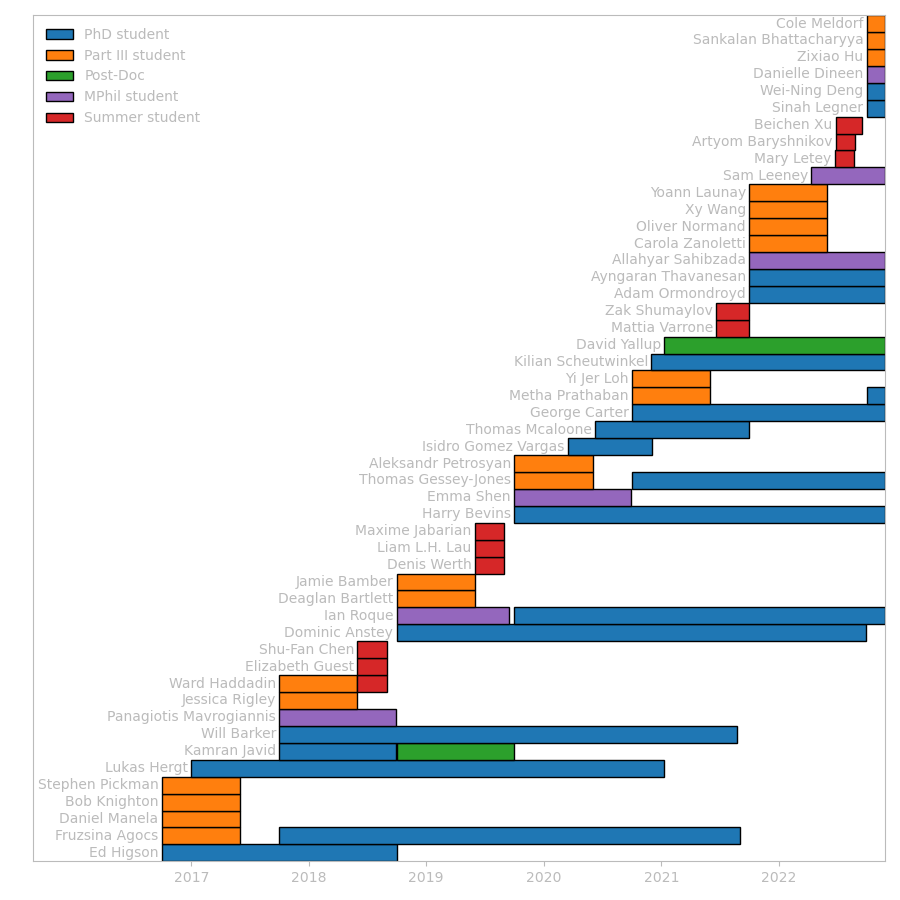 PhD student
Part III student
Post-Doc
MPhil student
Summer student
Cole Meldorf
Sankalan Bhattacharyya
Zixiao Hu
Danielle Dineen
Wei-Ning Deng
Sinah Legner
Beichen Xu
Artyom Baryshnikov
Mary Letey
Sam Leeney
Yoann Launay
Xy Wang
Oliver Normand
Carola Zanoletti
Allahyar Sahibzada
Ayngaran Thavanesan
Adam Ormondroyd
Zak Shumaylov
Mattia Varrone
David Yallup
Kilian Scheutwinkel
Yi Jer Loh
Metha Prathaban
George Carter
Thomas Mcaloone
Isidro Gomez Vargas
Aleksandr Petrosyan
Thomas Gessey-Jones
Emma Shen
Harry Bevins
Maxime Jabarian
Liam L.H. Lau
Denis Werth
Jamie Bamber
Deaglan Bartlett
Ian Roque
Dominic Anstey
Shu-Fan Chen
Elizabeth Guest
Ward Haddadin
Jessica Rigley
Panagiotis Mavrogiannis
Will Barker
Kamran Javid
Lukas Hergt
Stephen Pickman
Bob Knighton
Daniel Manela
Fruzsina Agocs
Ed Higson
2017 2018 2019 2020 2021 2022